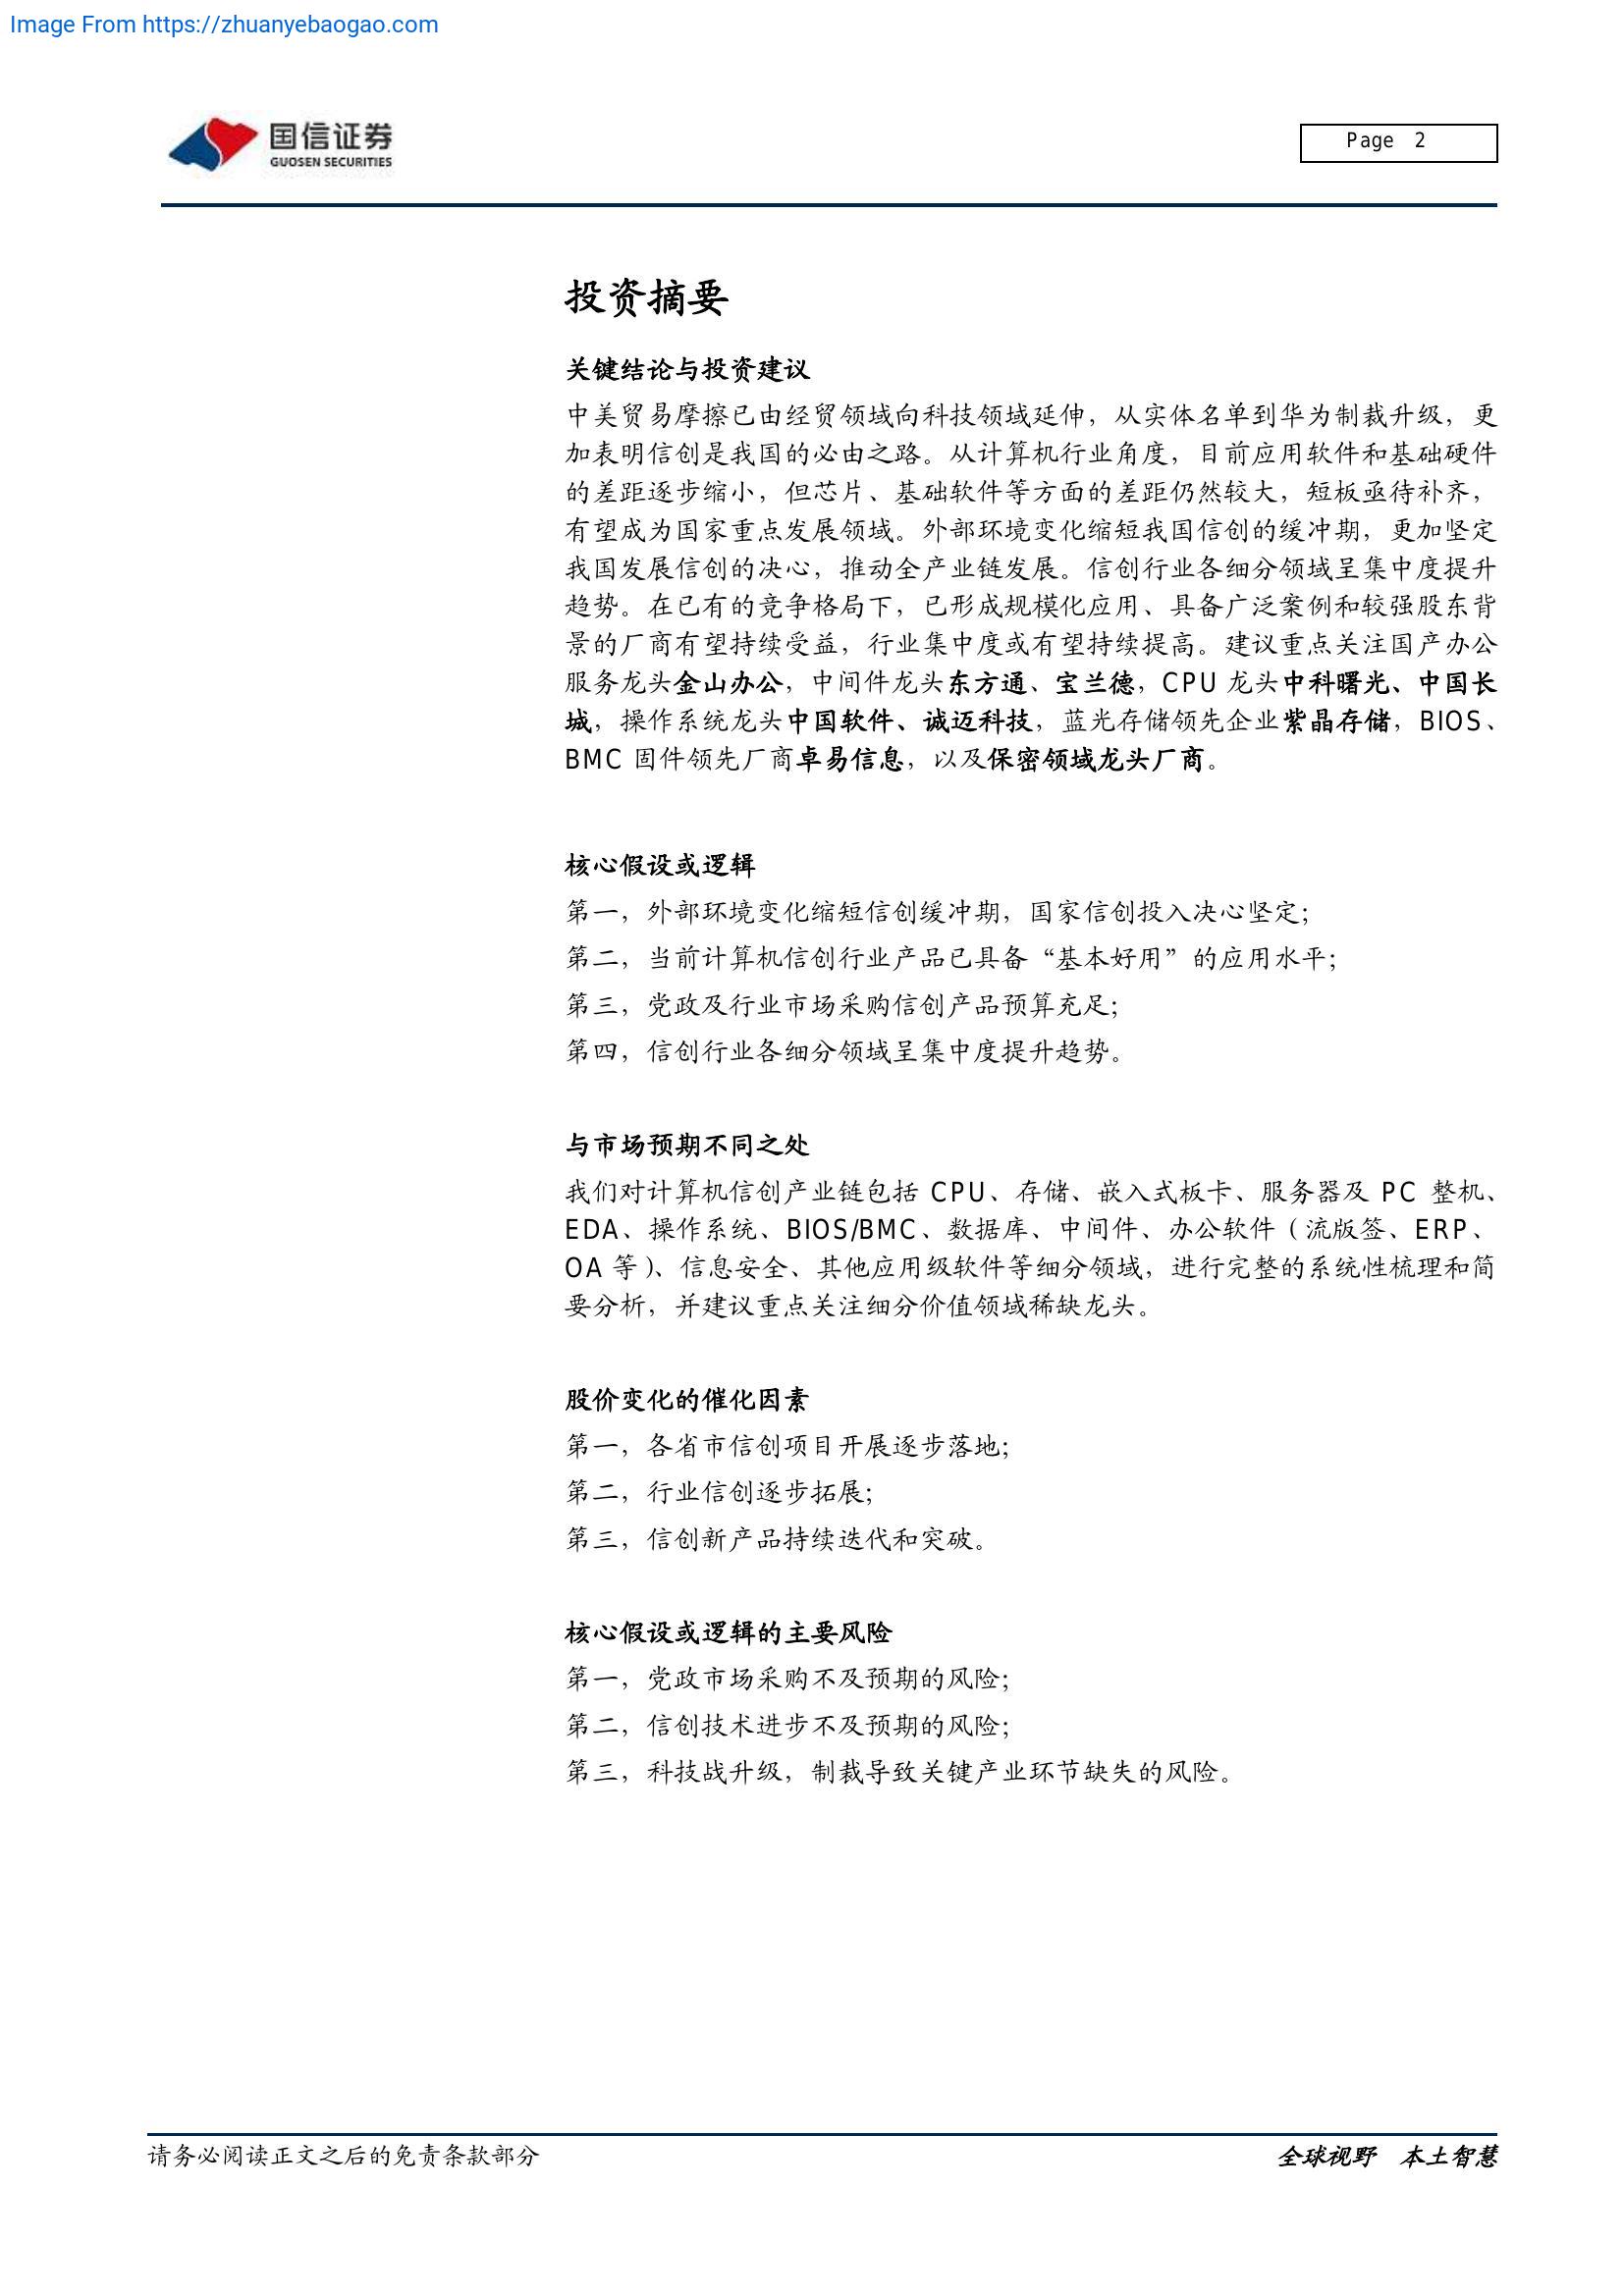 Image From https://zhuanyebaogao.com
国信证券
GUOSEN SECURITIES
Page 2
投资摘要
关键结论与投资建议
中美贸易摩擦已由经贸领域向科技领域延伸，从实体名单到华为制裁升级，更
加表明信创是我国的必由之路。从计算机行业角度，目前应用软件和基础硬件
的差距逐步缩小，但芯片、基础软件等方面的差距仍然较大，短板亟待补齐，
有望成为国家重点发展领域。外部环境变化缩短我国信创的缓冲期，更加坚定
我国发展信创的决心，推动全产业链发展。信创行业各细分领域呈集中度提升
趋势。在已有的竞争格局下，已形成规模化应用、具备广泛案例和较强股东背
景的厂商有望持续受益，行业集中度或有望持续提高。建议重点关注国产办公
服务龙头金山办公，中间件龙头东方通、宝兰德，CPU 龙头中科曙光、中国长
城，操作系统龙头中国软件、诚迈科技，蓝光存储领先企业紫晶存储，BIOS、
BMC 固件领先厂商卓易信息，以及保密领域龙头厂商。
核心假设或逻辑
第一，外部环境变化缩短信创缓冲期，国家信创投入决心坚定；
第二，当前计算机信创行业产品已具备“基本好用”的应用水平；
第三，党政及行业市场采购信创产品预算充足；
第四，信创行业各细分领域呈集中度提升趋势。
与市场预期不同之处
我们对计算机信创产业链包括 CPU、存储、嵌入式板卡、服务器及 PC 整机、
EDA、操作系统、BIOS/BMC、数据库、中间件、办公软件（流版签、ERP、
OA 等）、信息安全、其他应用级软件等细分领域，进行完整的系统性梳理和简
要分析，并建议重点关注细分价值领域稀缺龙头。
股价变化的催化因素
第一，各省市信创项目开展逐步落地；
第二，行业信创逐步拓展；
第三，信创新产品持续迭代和突破。
核心假设或逻辑的主要风险
第一，党政市场采购不及预期的风险；
第二，信创技术进步不及预期的风险；
第三，科技战升级，制裁导致关键产业环节缺失的风险。
请务必阅读正文之后的免责条款部分
全球视野 本土智慧